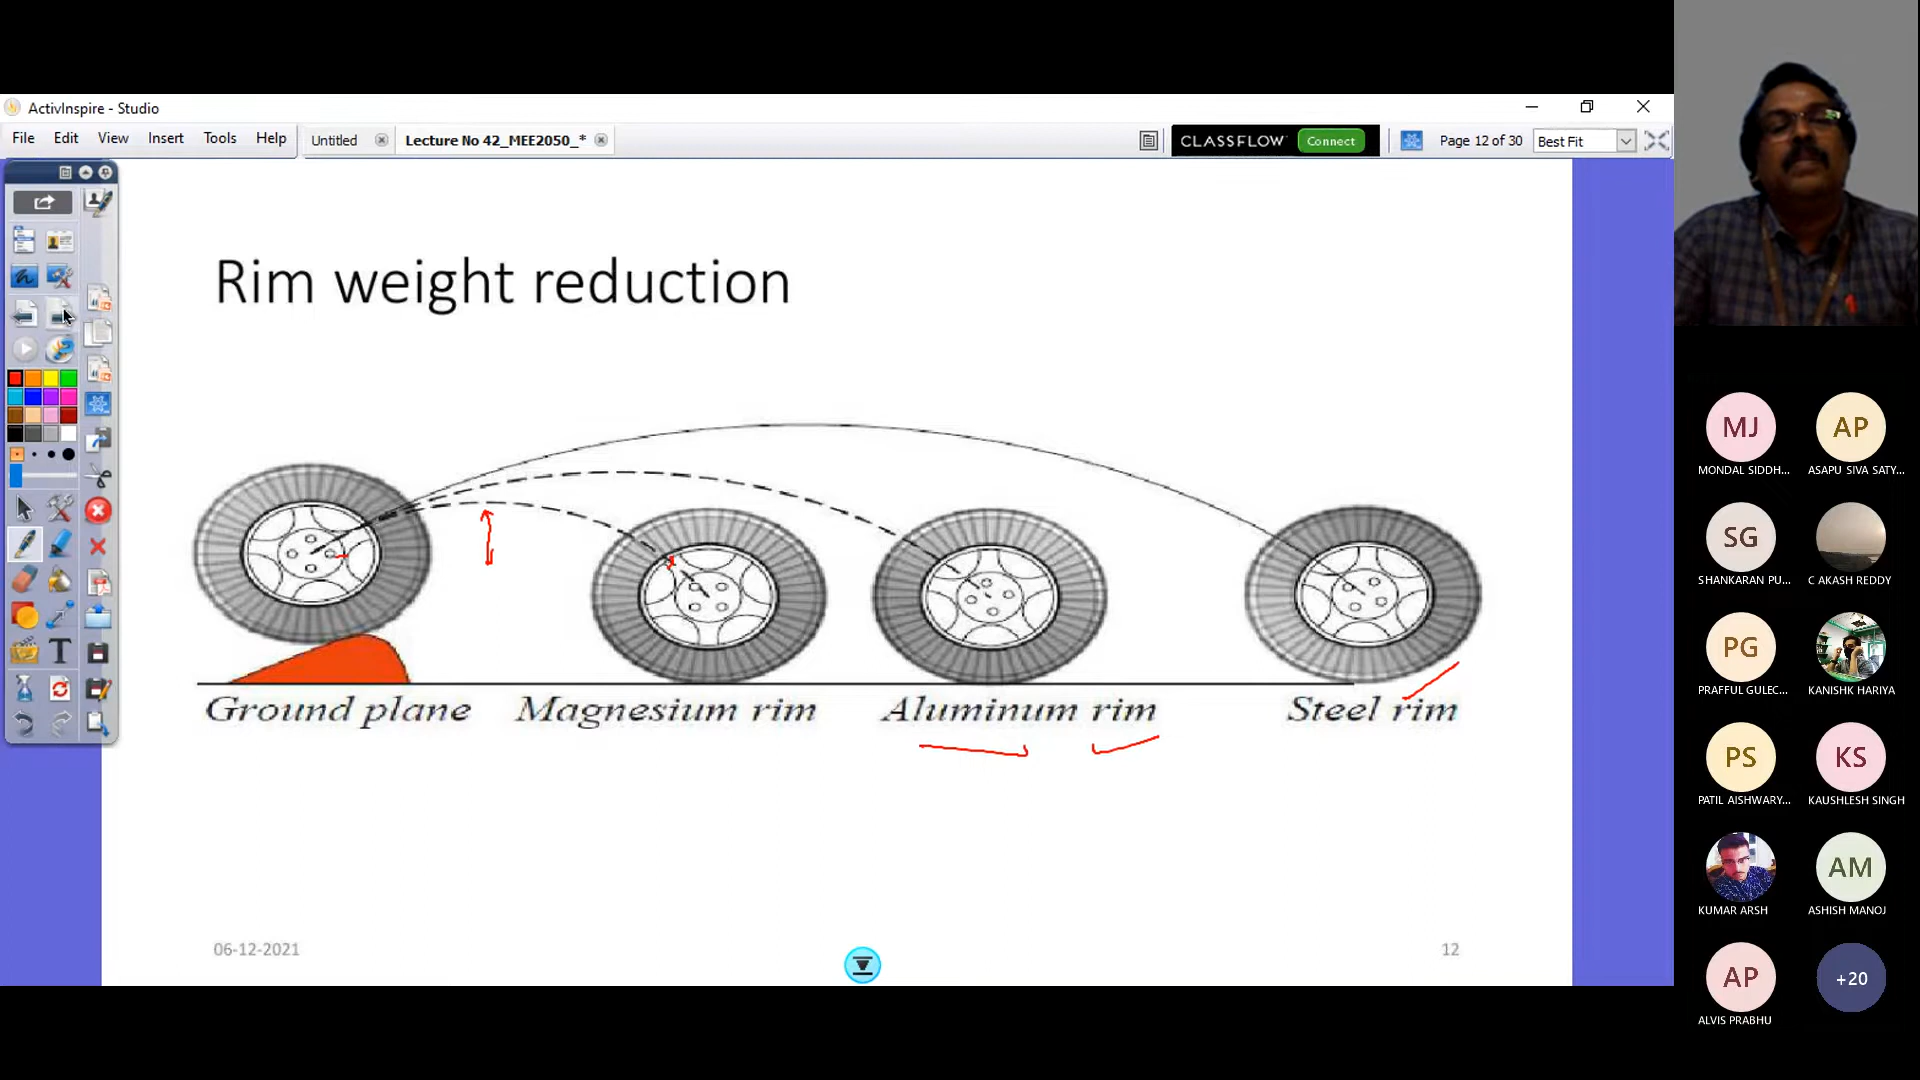 ActivInspire - Studio
File Edit View Insert Tools Help
Untitled
Lecture No 42_MEE2050_*
CLASSFLOW Connect
Page 12 of 30
Best Fit
Rim weight reduction
Ground plane Magnesium rim Aluminum rim Steel rim
06-12-2021
12
MJ AP
MONDAL SIDDH... ASAPU SIVA SATY...
SG
SHANKARAN PU... C AKASH REDDY
PG
PRAFFUL GULEC... KANISHK HARIYA
PS KS
PATIL AISHWARY... KAUSHLESH SINGH
AM
KUMAR ARSH ASHISH MANOJ
AP +20
ALVIS PRABHU